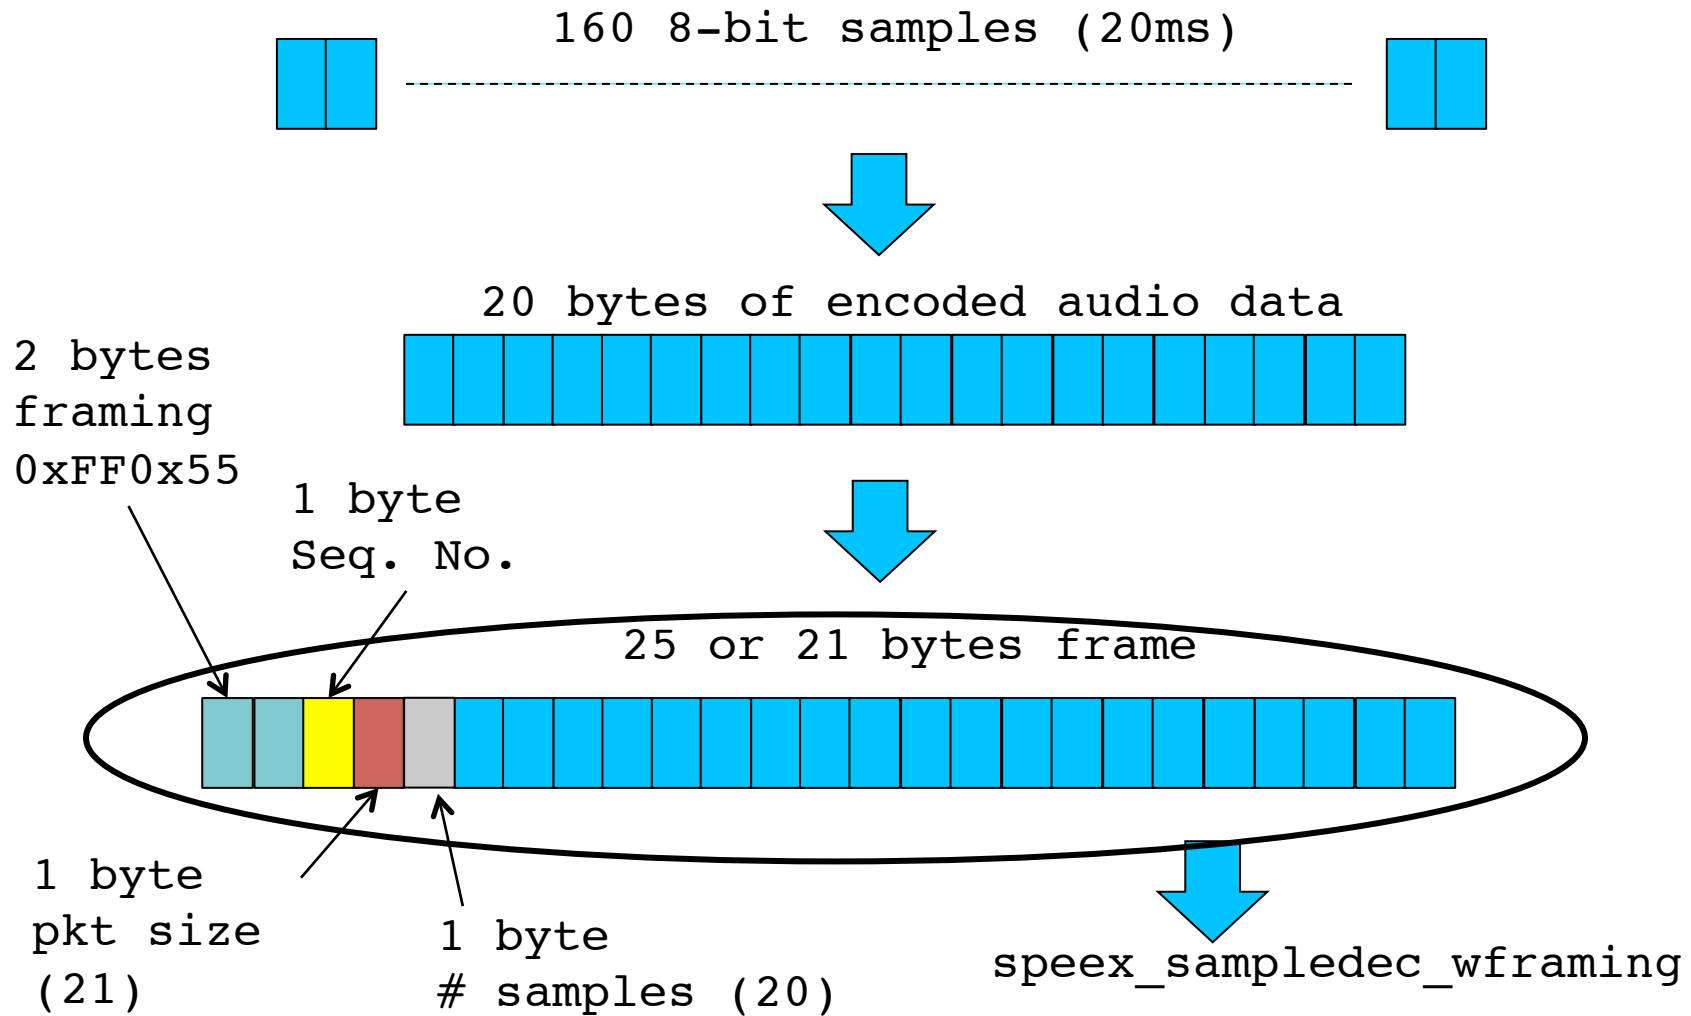 160 8-bit samples (20ms)
20 bytes of encoded audio data
2 bytes
framing
0xFF0x55
1 byte
Seq. No.
25 or 21 bytes frame
1 byte
pkt size
(21)
1 byte
# samples (20)
speex_sampledec_wframing